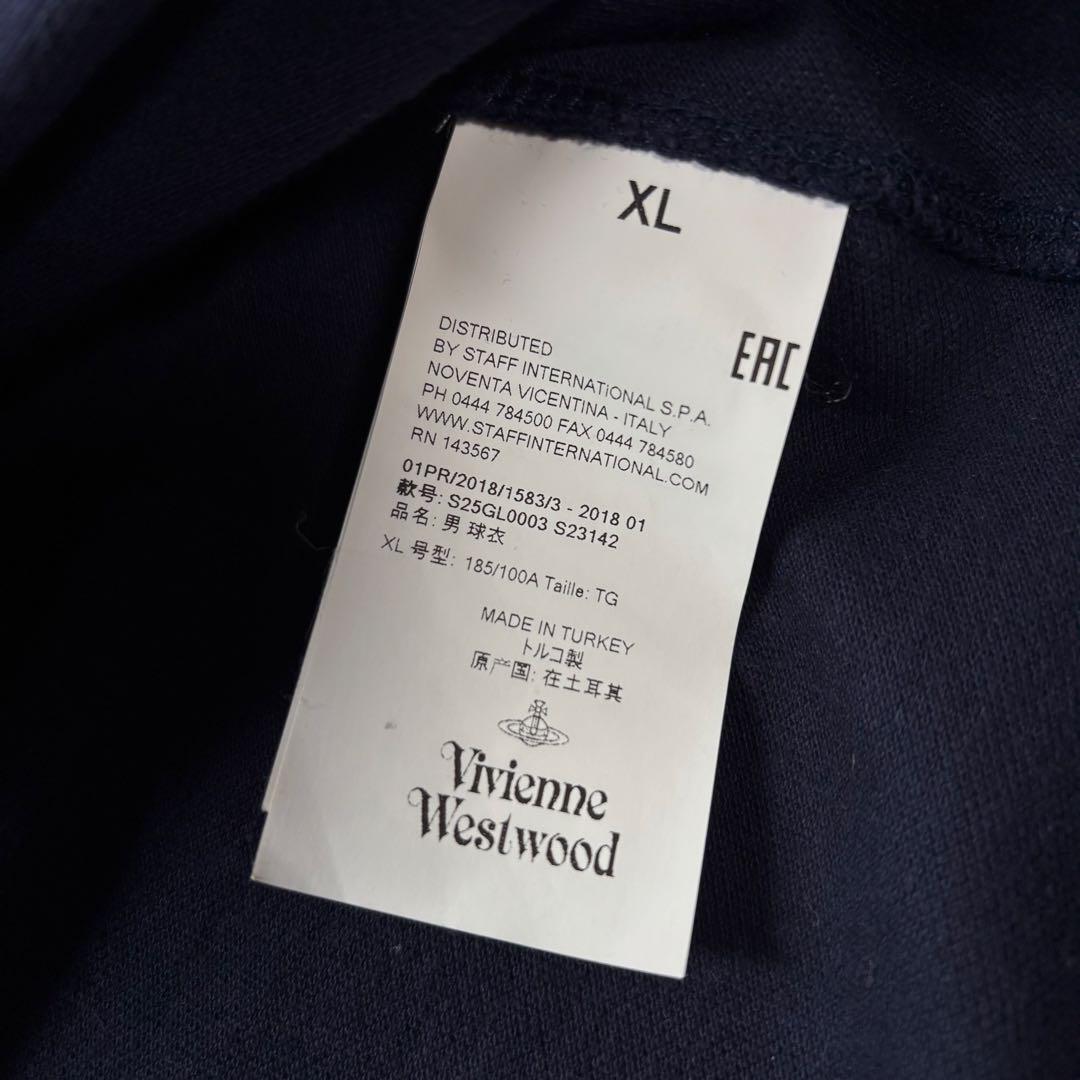 XL
EAC
DISTRIBUTED
BY STAFF INTERNATiONAL S.P.A.
NOVENTA VICENTINA - ITALY
PH 0444 784500 FAX 0444 784580
WWW.STAFFINTERNATIONAL.COM
RN 143567
01PR/2018/1583/3 - 2018 01
款号: S25GL0003 S23142
品名: 男 球衣
XL 号型: 185/100A Taille: TG
MADE IN TURKEY
トルコ製
原产国: 在土耳其
Vivienne
Westwood